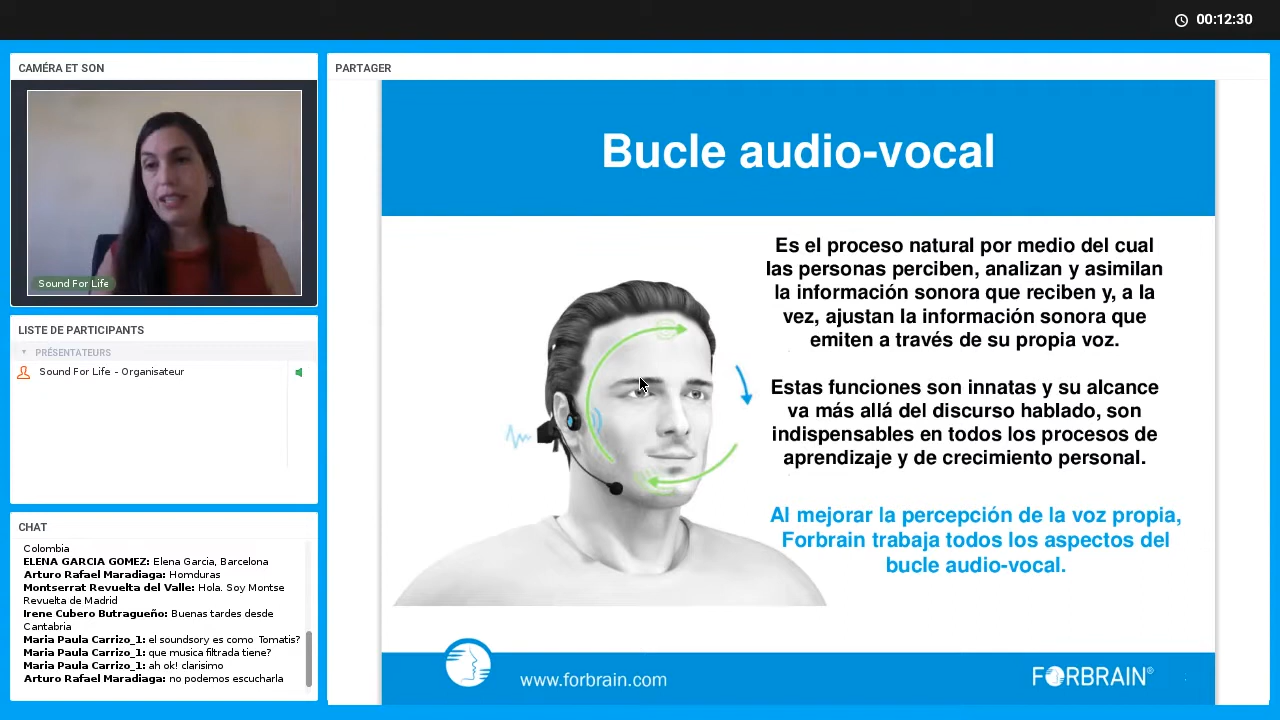 00:12:30
CAMÉRA ET SON
Sound For Life
LISTE DE PARTICIPANTS
PRÉSENTATEURS
Sound For Life - Organisateur
CHAT
Colombia
ELENA GARCIA GOMEZ: Elena Garcia, Barcelona
Arturo Rafael Maradiaga: Honduras
Montserrat Revuelta del Valle: Hola. Soy Montse
Revuelta de Madrid
Irene Cubero Butragueño: Buenas tardes desde
Cantabria
Maria Paula Carrizo_1: el soundsory es como Tomatis?
Maria Paula Carrizo_1: que musica filtrada tiene?
Maria Paula Carrizo_1: ah ok! clarisimo
Arturo Rafael Maradiaga: no podemos escucharla
PARTAGER
Bucle audio-vocal
Es el proceso natural por medio del cual
las personas perciben, analizan y asimilan
la información sonora que reciben y, a la
vez, ajustan la información sonora que
emiten a través de su propia voz.
Estas funciones son innatas y su alcance
va más allá del discurso hablado, son
indispensables en todos los procesos de
aprendizaje y de crecimiento personal.
Al mejorar la percepción de la voz propia,
Forbrain trabaja todos los aspectos del
bucle audio-vocal.
www.forbrain.com
FORBRAIN®